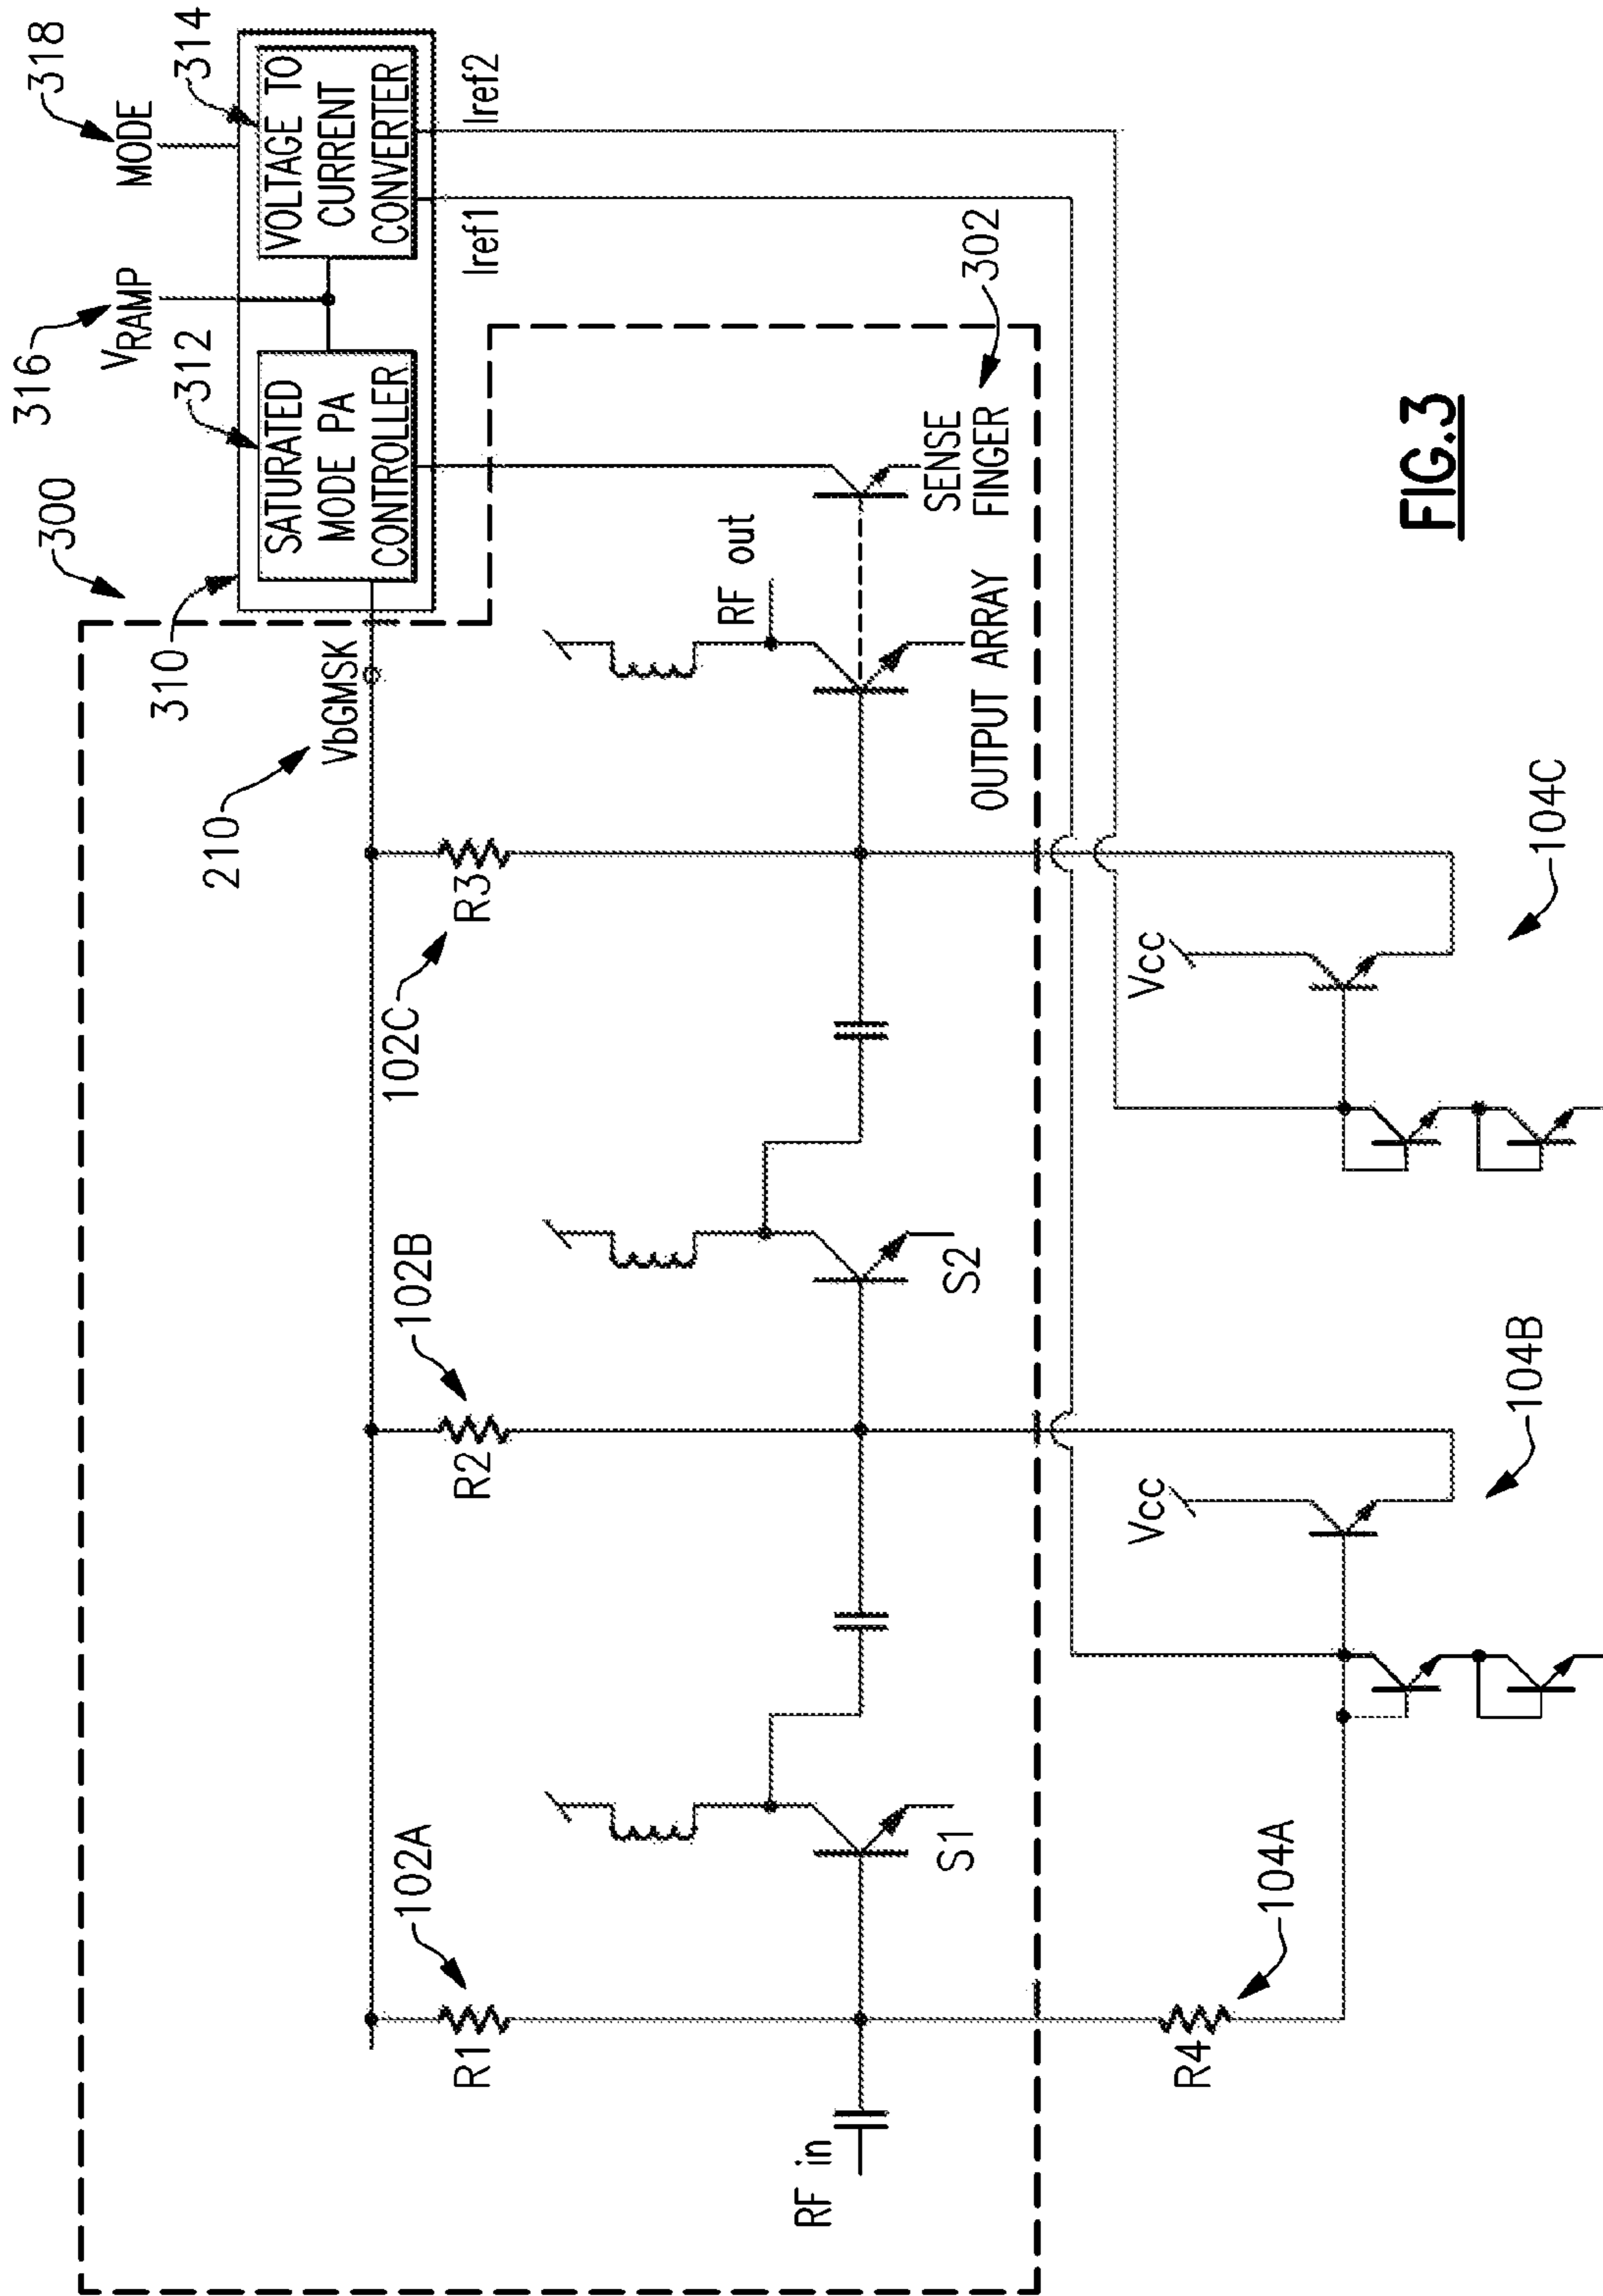 300
316
318
VRAMP
MODE
312
314
310
SATURATED
MODE PA
CONTROLLER
VOLTAGE TO
CURRENT
CONVERTER
210
VbGMSK
Iref1
Iref2
102A
R1
102B
R2
102C
R3
RF out
RF in
S1
S2
OUTPUT ARRAY
SENSE
FINGER
302
R4
104A
Vcc
104B
Vcc
104C
FIG.3